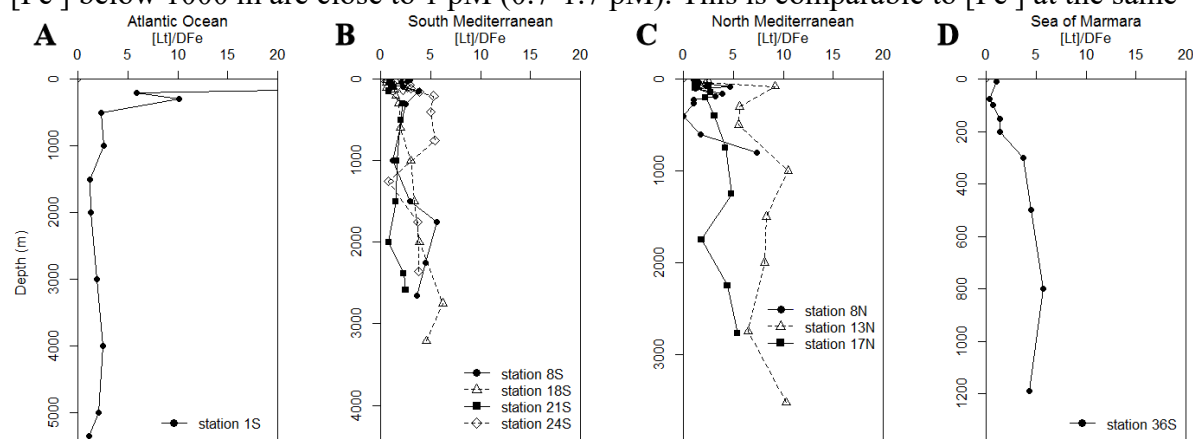 [Fe'] below 1000 m are close to 1 pM (0.7-1.7 pM). This is comparable to [Fe'] at the same
A Atlantic Ocean
[Lt]/DFe
0 5 10 15 20
Depth (m)
0
1000
2000
3000
4000
5000
station 1S
B South Mediterranean
[Lt]/DFe
0 5 10 15 20
0
1000
2000
3000
4000
station 8S
station 18S
station 21S
station 24S
C North Mediterranean
[Lt]/DFe
0 5 10 15 20
0
1000
2000
3000
station 8N
station 13N
station 17N
D Sea of Marmara
[Lt]/DFe
0 5 10 15 20
0
200
400
600
800
1000
1200
station 36S